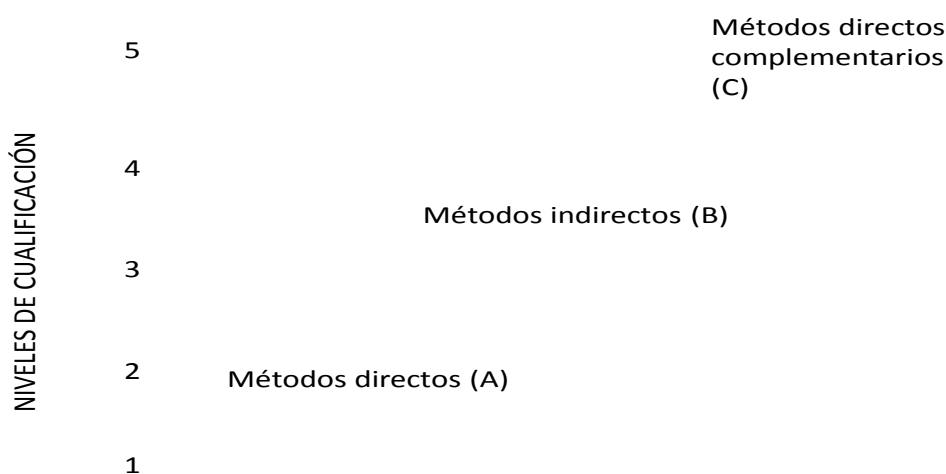 Métodos directos
complementarios
(C)
5
4
Métodos indirectos (B)
3
2
Métodos directos (A)
1
NIVELES DE CUALIFICACIÓN